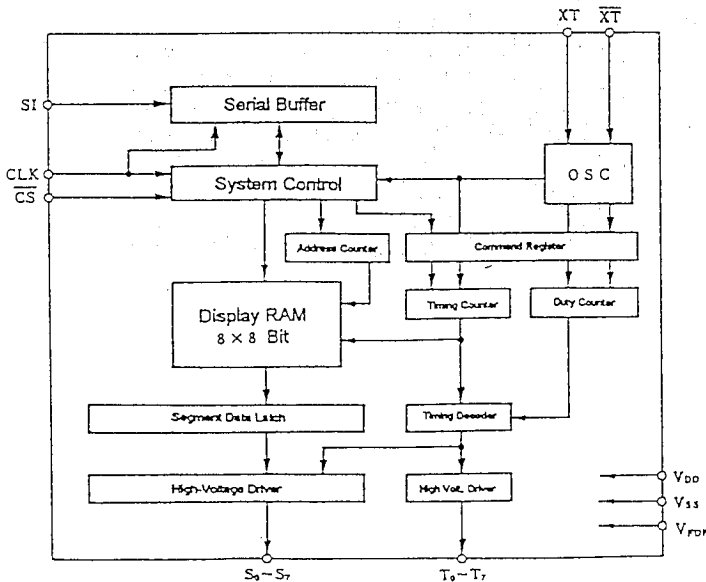 XT X̅T̅
SI
Serial Buffer
CLK
C̅S̅
System Control
OSC
Address Counter
Command Register
Display RAM
8 × 8 Bit
Timing Counter
Duty Counter
Segment Data Latch
Timing Decoder
High-Voltage Driver
High Volt. Driver
VDD
VSS
VFDP
S0~S7
T0~T7